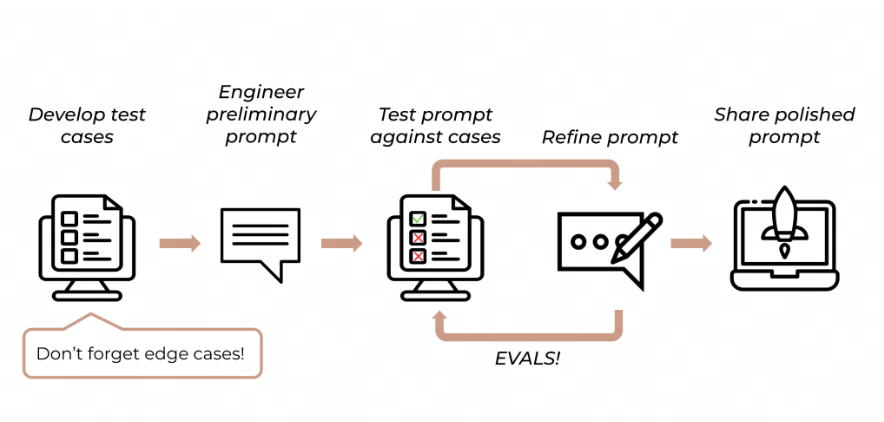 Develop test
cases
Engineer
preliminary
prompt
Test prompt
against cases
Refine prompt
Share polished
prompt
Don’t forget edge cases!
EVALS!